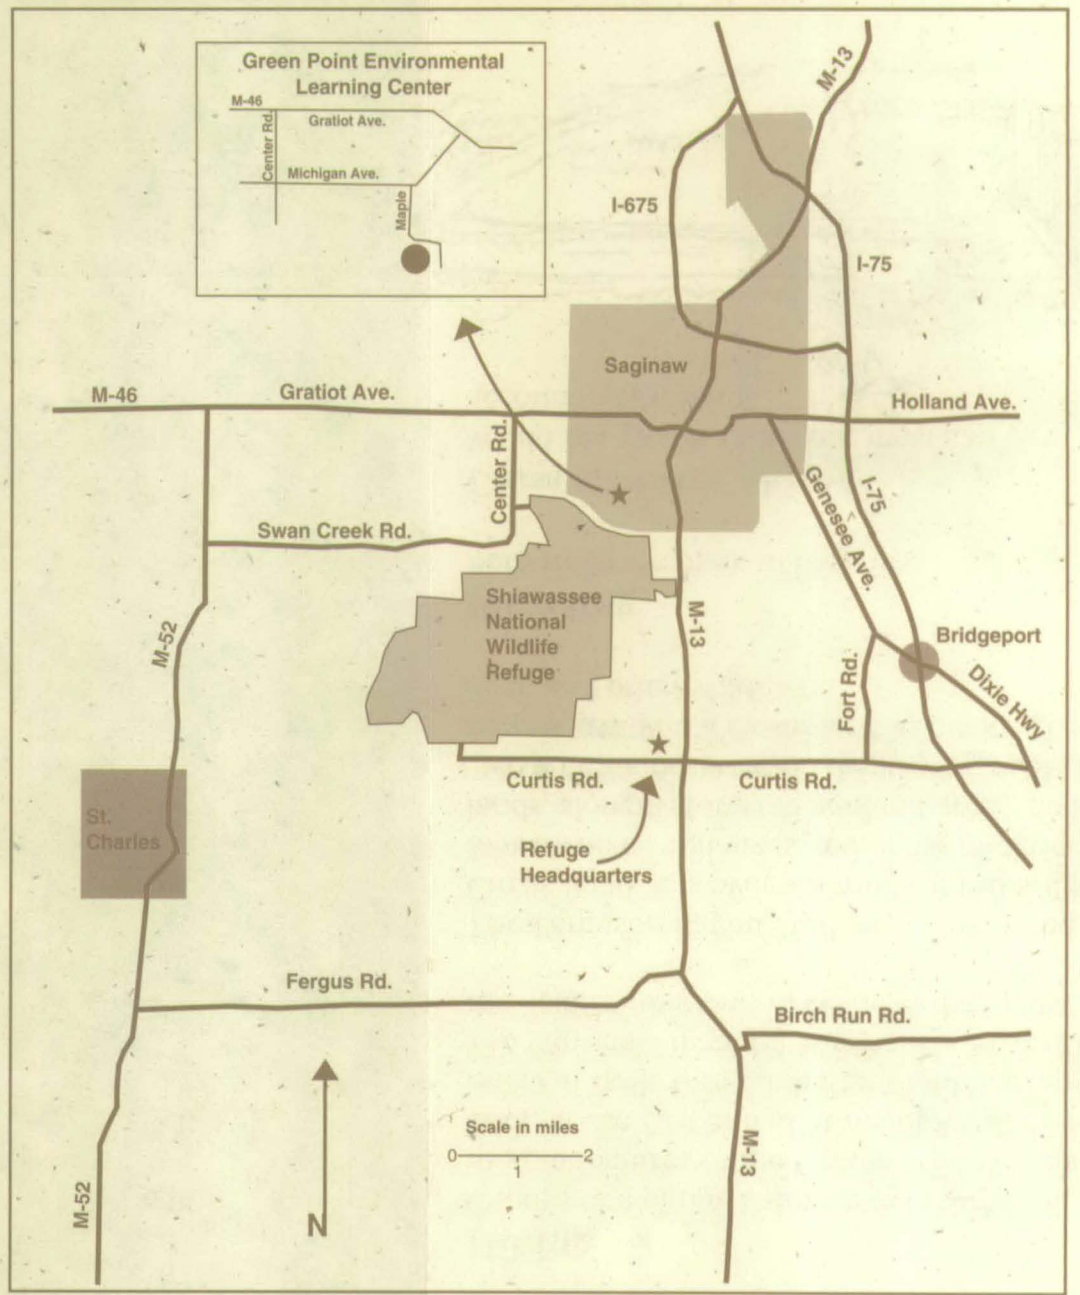 Green Point Environmental
Learning Center
M-46
Gratiot Ave.
Center Rd.
Michigan Ave.
Maple
M-13
I-675
I-75
Saginaw
M-46
Gratiot Ave.
Holland Ave.
Center Rd.
Genesee Ave.
I-75
Swan Creek Rd.
Shiawassee
National
Wildlife
Refuge
M-13
M-52
Bridgeport
Fort Rd.
Dixie Hwy
Curtis Rd.
Curtis Rd.
St.
Charles
Refuge
Headquarters
Fergus Rd.
Birch Run Rd.
Scale in miles
0
1
2
M-13
M-52
N